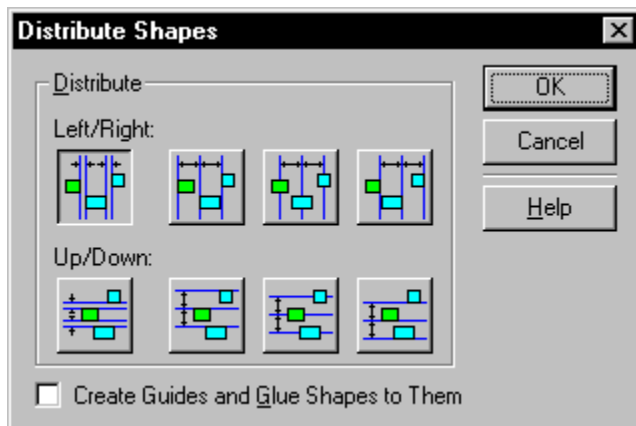 Distribute Shapes
Distribute
Left/Right:
Up/Down:
Create Guides and Glue Shapes to Them
OK
Cancel
Help